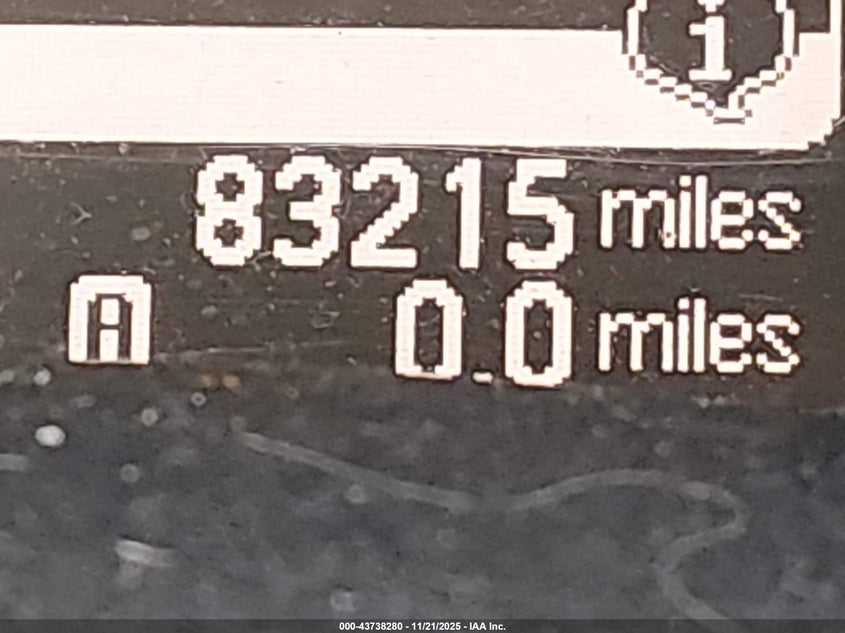 i
83215 miles
A 0.0 miles
000-43738280 - 11/21/2025 - IAA Inc.